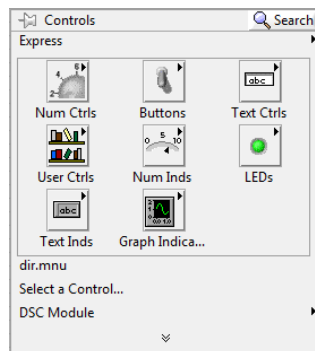 Controls Search
Express
Num Ctrls Buttons Text Ctrls
User Ctrls Num Inds LEDs
Text Inds Graph Indica...
dir.mnu
Select a Control...
DSC Module